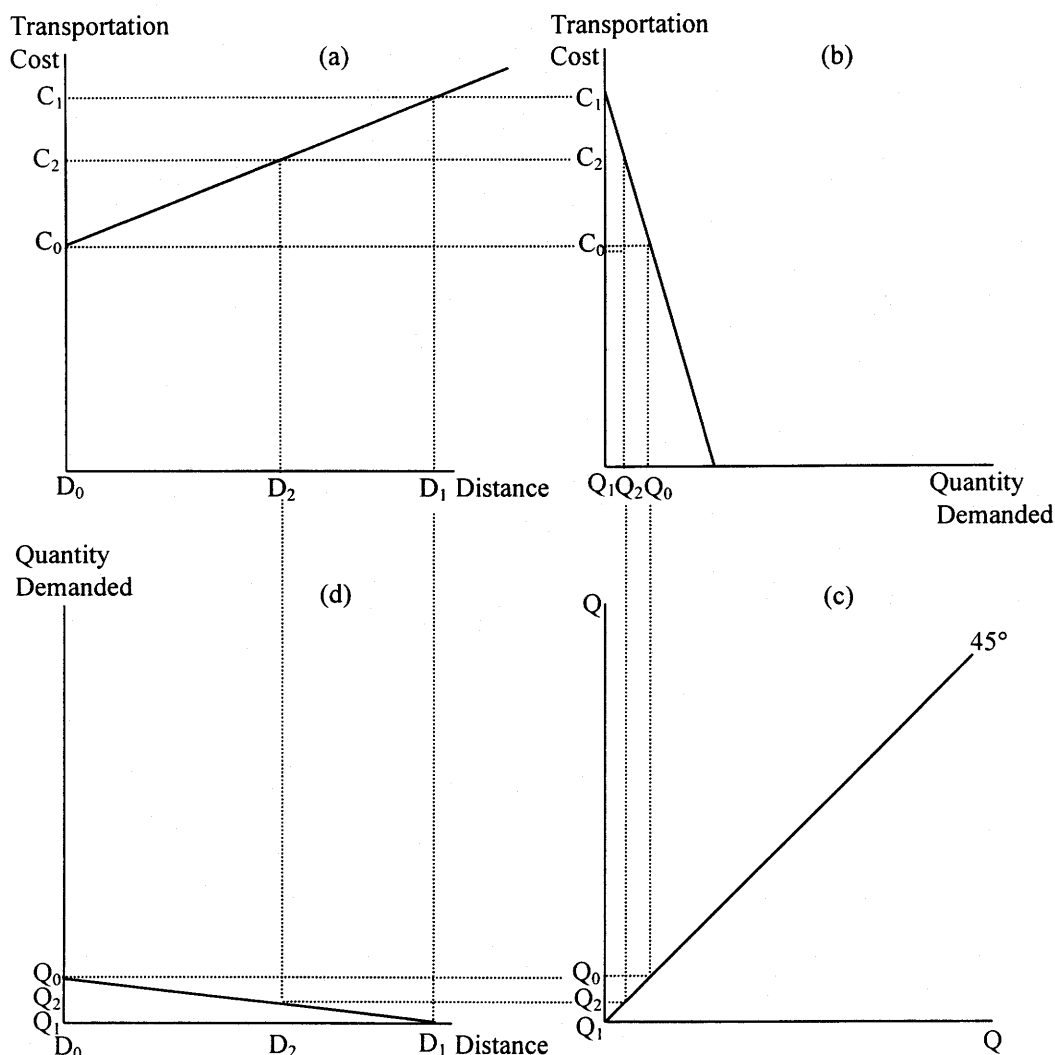 Transportation
Cost
(a)
C₁
C₂
C₀
D₀
D₂
D₁ Distance
Transportation
Cost
(b)
C₁
C₂
C₀
Q₁Q₂Q₀
Quantity
Demanded
Quantity
Demanded
(d)
Q₀
Q₂
Q₁
D₀
D₂
D₁ Distance
Q
(c)
45°
Q₀
Q₂
Q₁
Q